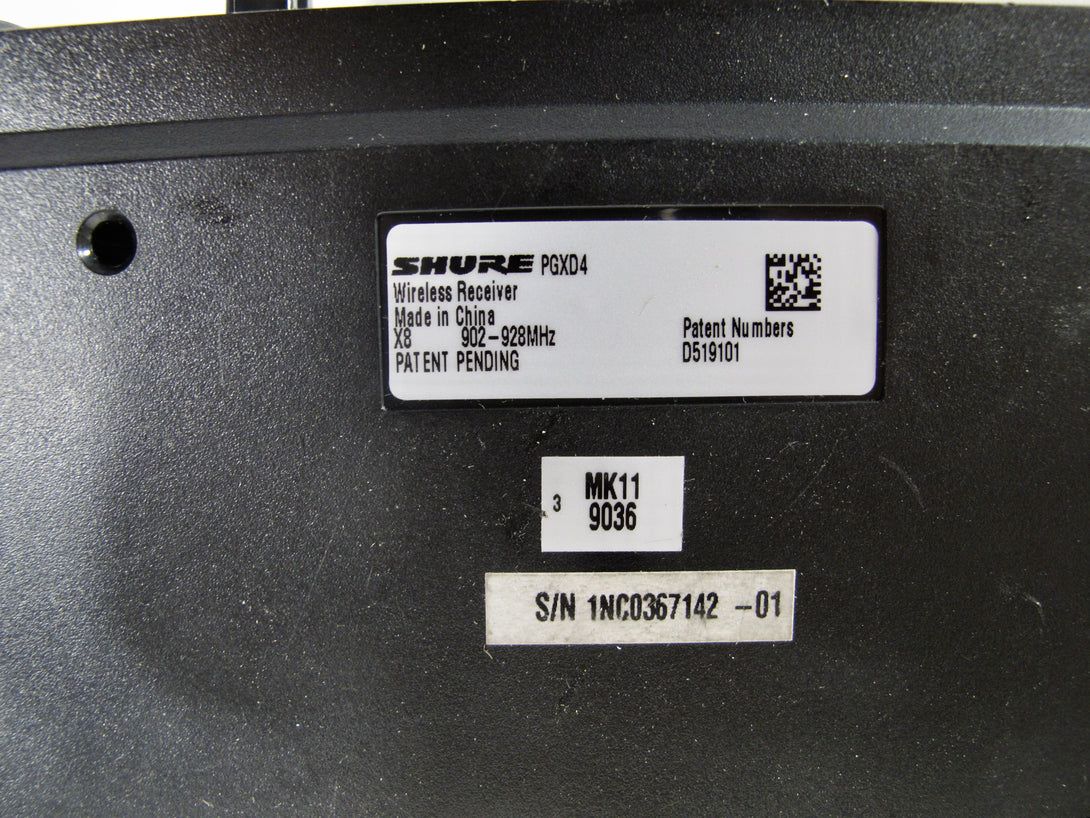 SHURE PGXD4
Wireless Receiver
Made in China
X8 902-928MHz
PATENT PENDING
Patent Numbers
D519101
3 MK11
9036
S/N 1NC0367142 -01